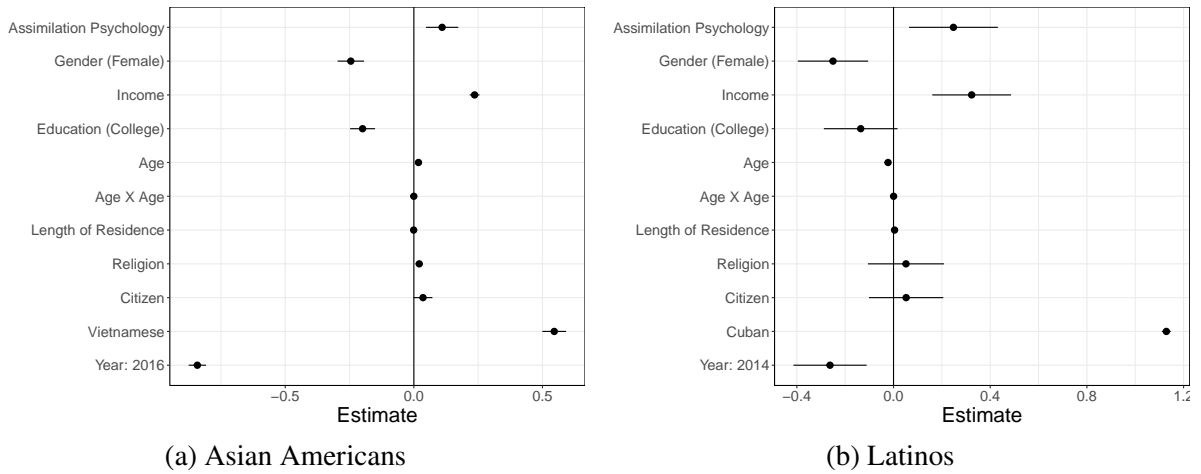 Assimilation Psychology
Gender (Female)
Income
Education (College)
Age
Age X Age
Length of Residence
Religion
Citizen
Vietnamese
Year: 2016
−0.5 0.0 0.5
Estimate
(a) Asian Americans
Assimilation Psychology
Gender (Female)
Income
Education (College)
Age
Age X Age
Length of Residence
Religion
Citizen
Cuban
Year: 2014
−0.4 0.0 0.4 0.8 1.2
Estimate
(b) Latinos